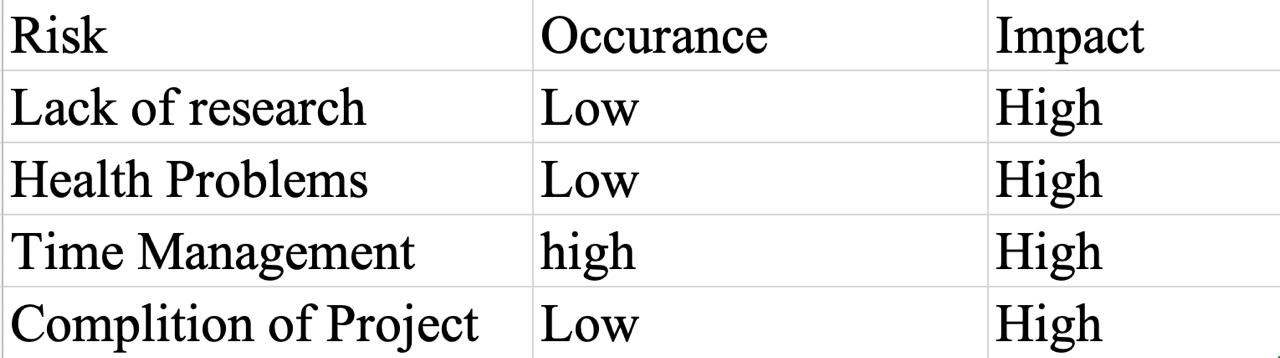 Risk Occurance Impact
Lack of research Low High
Health Problems Low High
Time Management high High
Complition of Project Low High